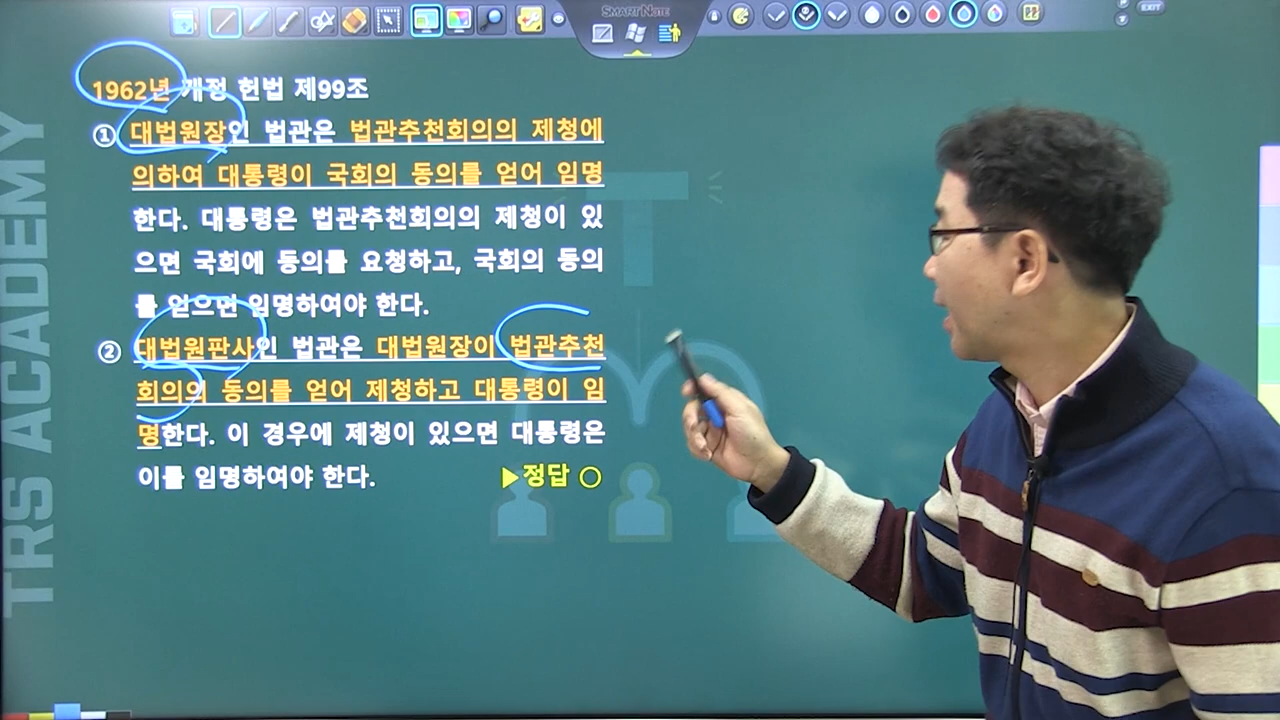 SMART NOTE
EXIT
1962년 개정 헌법 제99조
① 대법원장인 법관은 법관추천회의의 제청에
의하여 대통령이 국회의 동의를 얻어 임명
한다. 대통령은 법관추천회의의 제청이 있
으면 국회에 동의를 요청하고, 국회의 동의
를 얻으면 임명하여야 한다.
② 대법원판사인 법관은 대법원장이 법관추천
회의의 동의를 얻어 제청하고 대통령이 임
명한다. 이 경우에 제청이 있으면 대통령은
이를 임명하여야 한다. ▶정답 ○
TRS ACADEMY